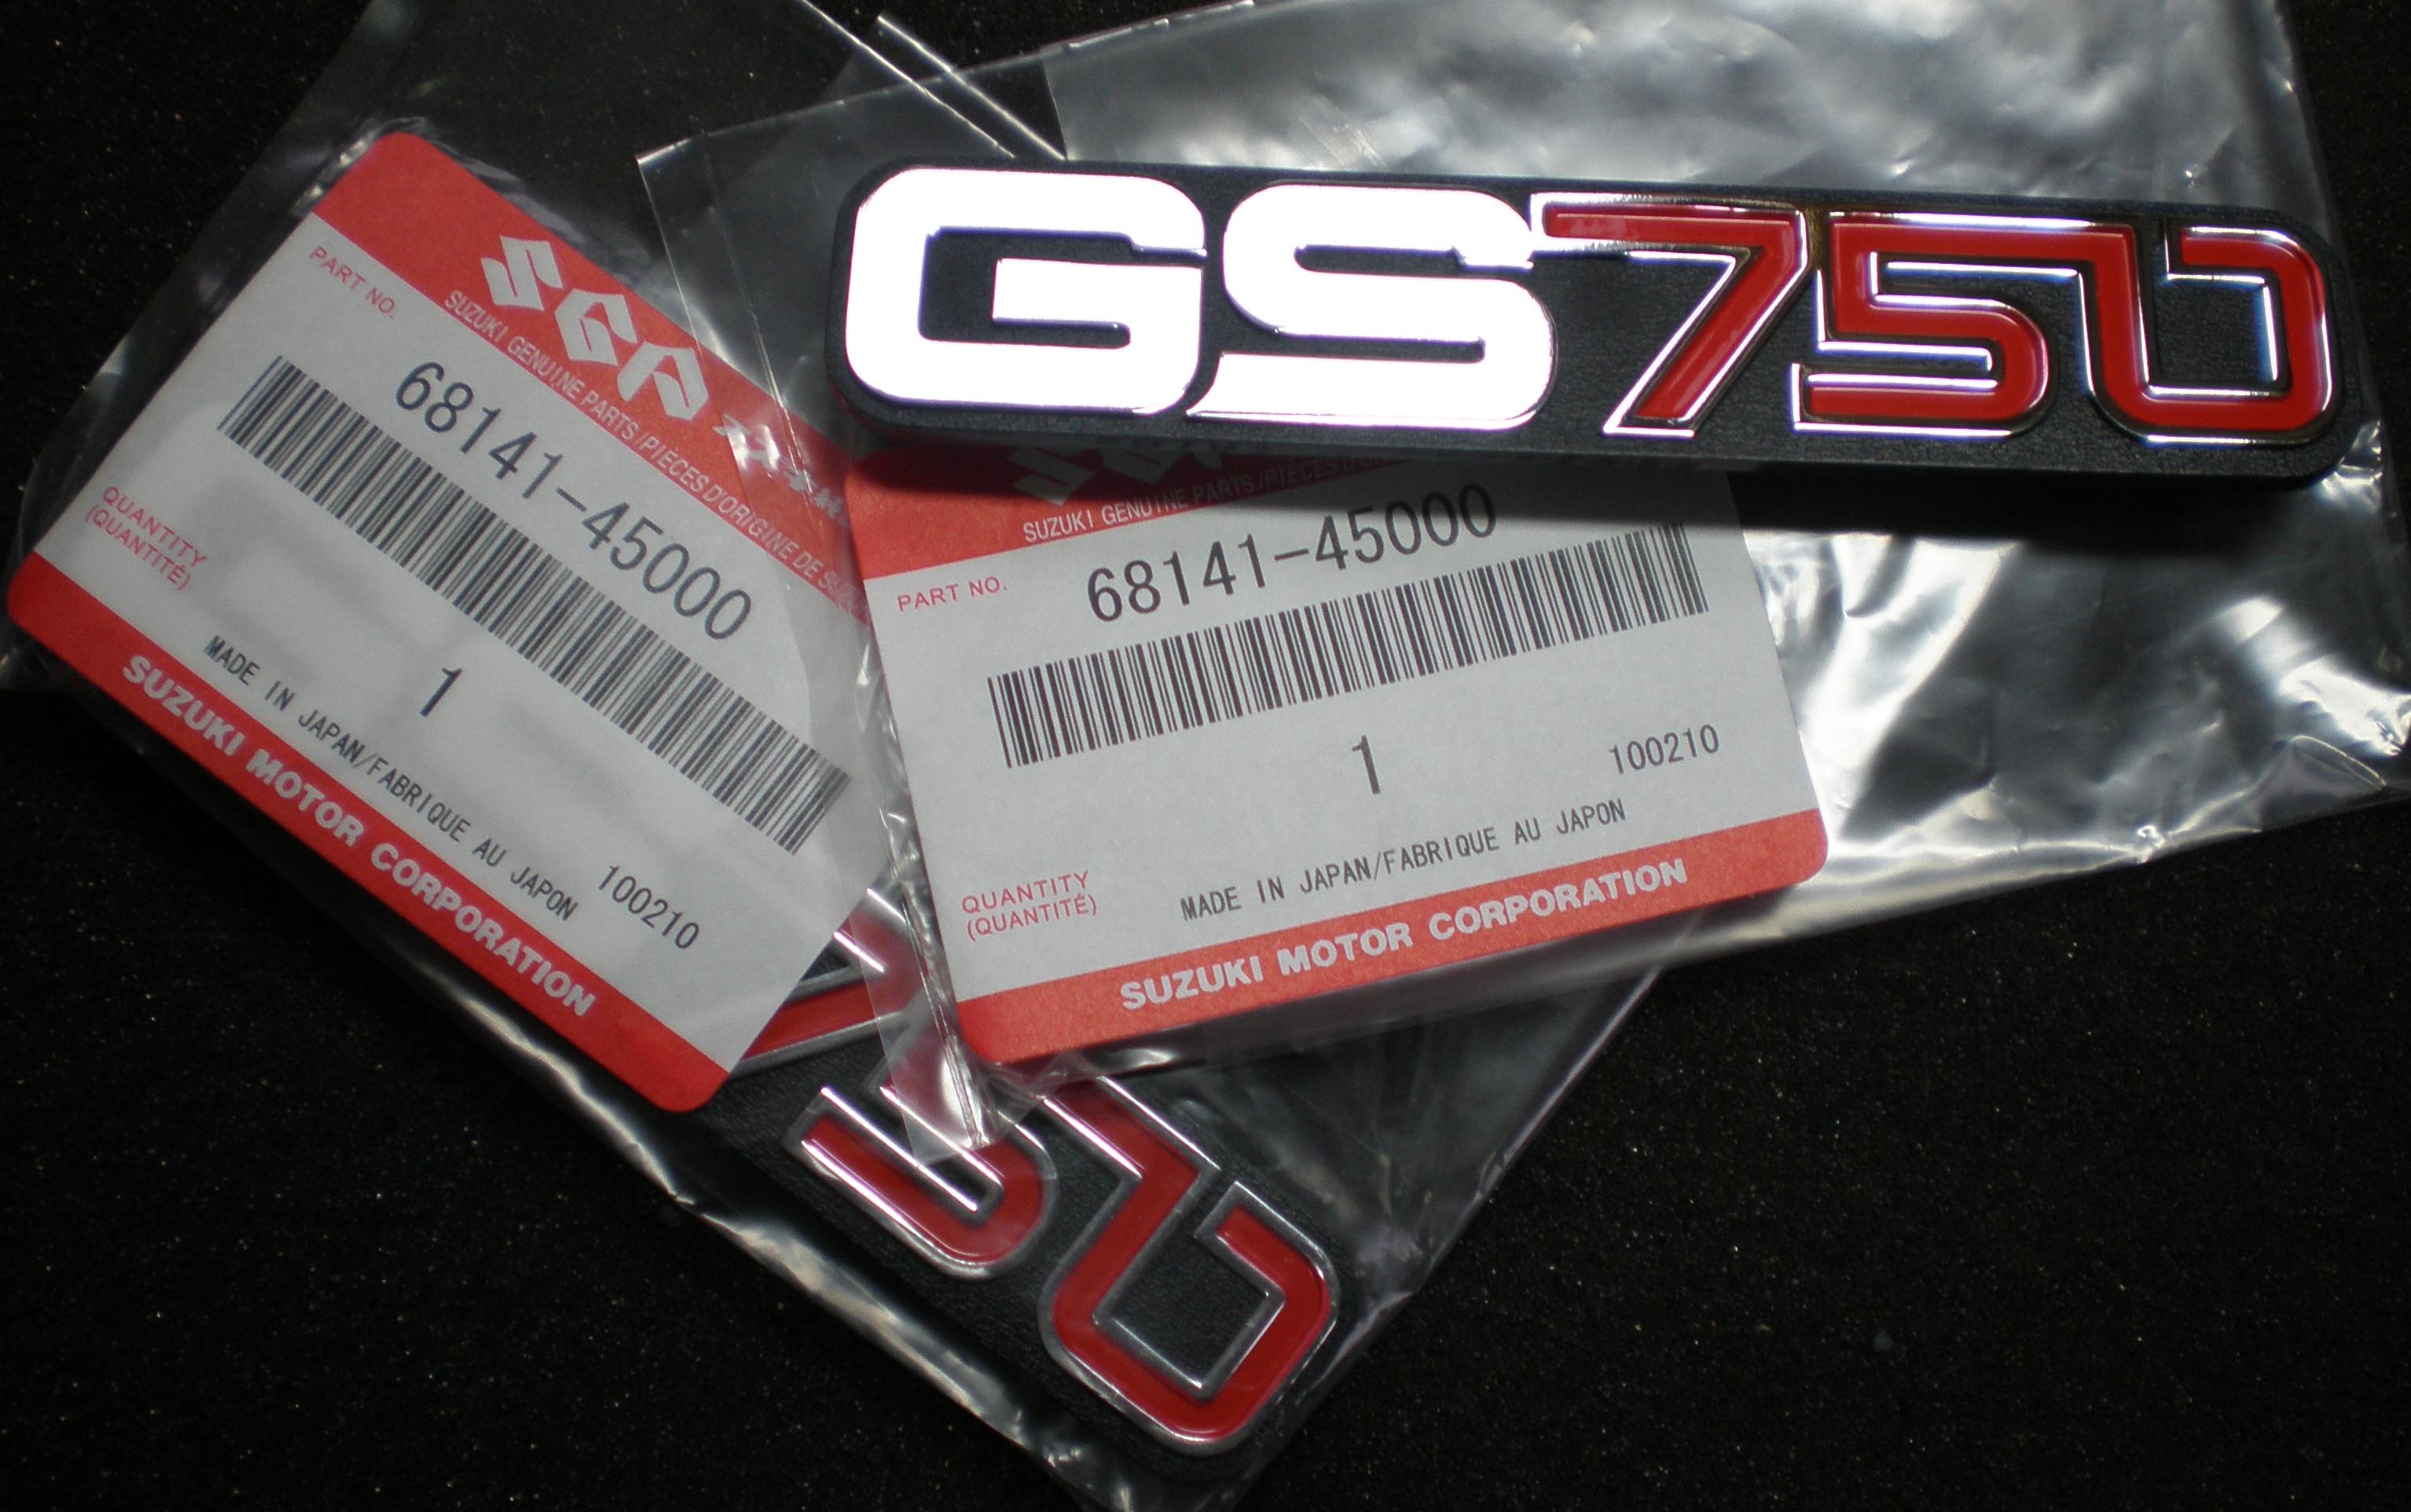 GS750
SGP
SUZUKI GENUINE PARTS/PIÈCES D'ORIGINE DE
PART NO.
68141-45000
QUANTITY
(QUANTITÉ)
1
100210
MADE IN JAPAN/FABRIQUE AU JAPON
SUZUKI MOTOR CORPORATION
SUZUKI GENUINE PARTS/PIÈCES
PART NO.
68141-45000
1
100210
QUANTITY
(QUANTITÉ)
MADE IN JAPAN/FABRIQUE AU JAPON
SUZUKI MOTOR CORPORATION
50